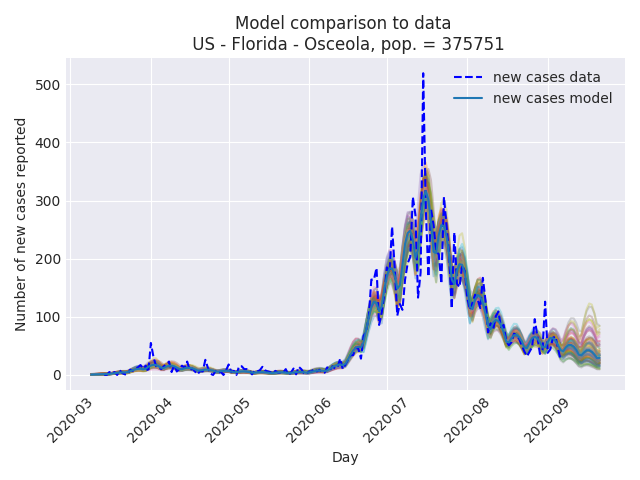 Model comparison to data
US - Florida - Osceola, pop. = 375751
new cases data
new cases model
Number of new cases reported
500
400
300
200
100
0
2020-03
2020-04
2020-05
2020-06
2020-07
2020-08
2020-09
Day